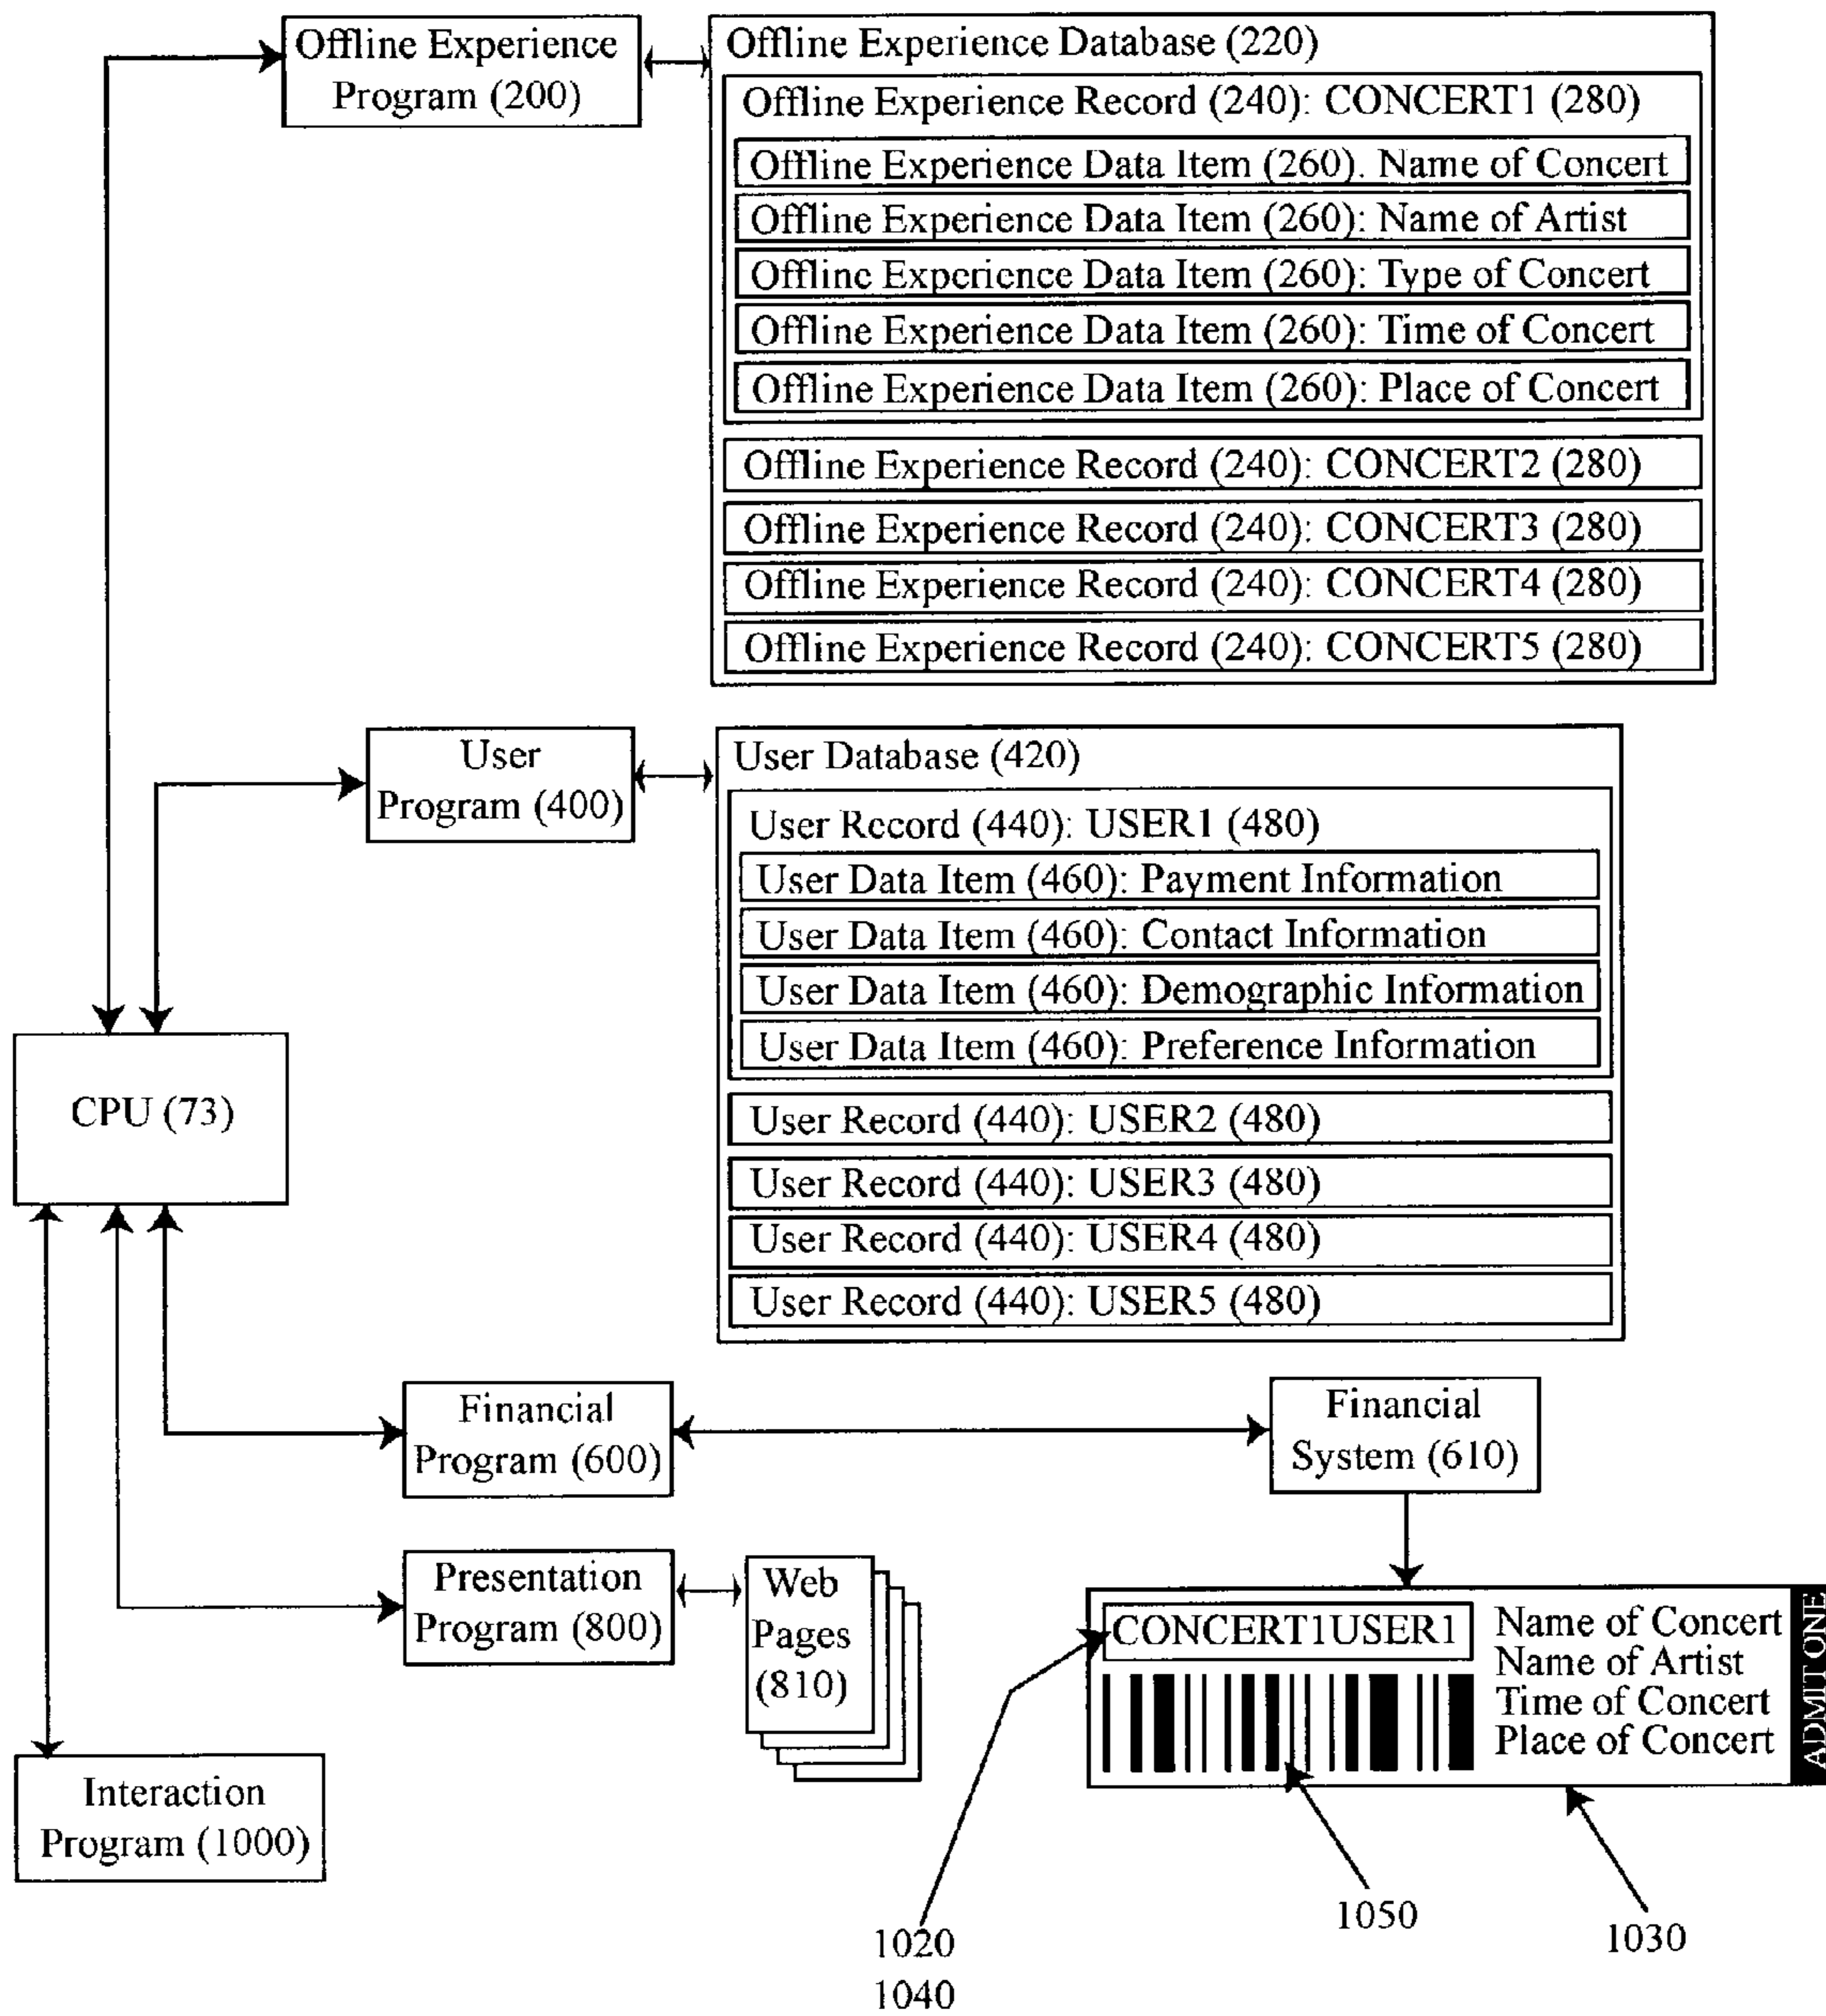 Offline Experience
Program (200)
Offline Experience Database (220)
Offline Experience Record (240): CONCERT1 (280)
Offline Experience Data Item (260). Name of Concert
Offline Experience Data Item (260): Name of Artist
Offline Experience Data Item (260): Type of Concert
Offline Experience Data Item (260): Time of Concert
Offline Experience Data Item (260): Place of Concert
Offline Experience Record (240): CONCERT2 (280)
Offline Experience Record (240): CONCERT3 (280)
Offline Experience Record (240): CONCERT4 (280)
Offline Experience Record (240): CONCERT5 (280)
User
Program (400)
User Database (420)
User Record (440): USER1 (480)
User Data Item (460): Payment Information
User Data Item (460): Contact Information
User Data Item (460): Demographic Information
User Data Item (460): Preference Information
User Record (440): USER2 (480)
User Record (440): USER3 (480)
User Record (440): USER4 (480)
User Record (440): USER5 (480)
CPU (73)
Financial
Program (600)
Financial
System (610)
Presentation
Program (800)
Web
Pages
(810)
CONCERT1USER1
Name of Concert
Name of Artist
Time of Concert
Place of Concert
ADMIT ONE
Interaction
Program (1000)
1020
1040
1050
1030